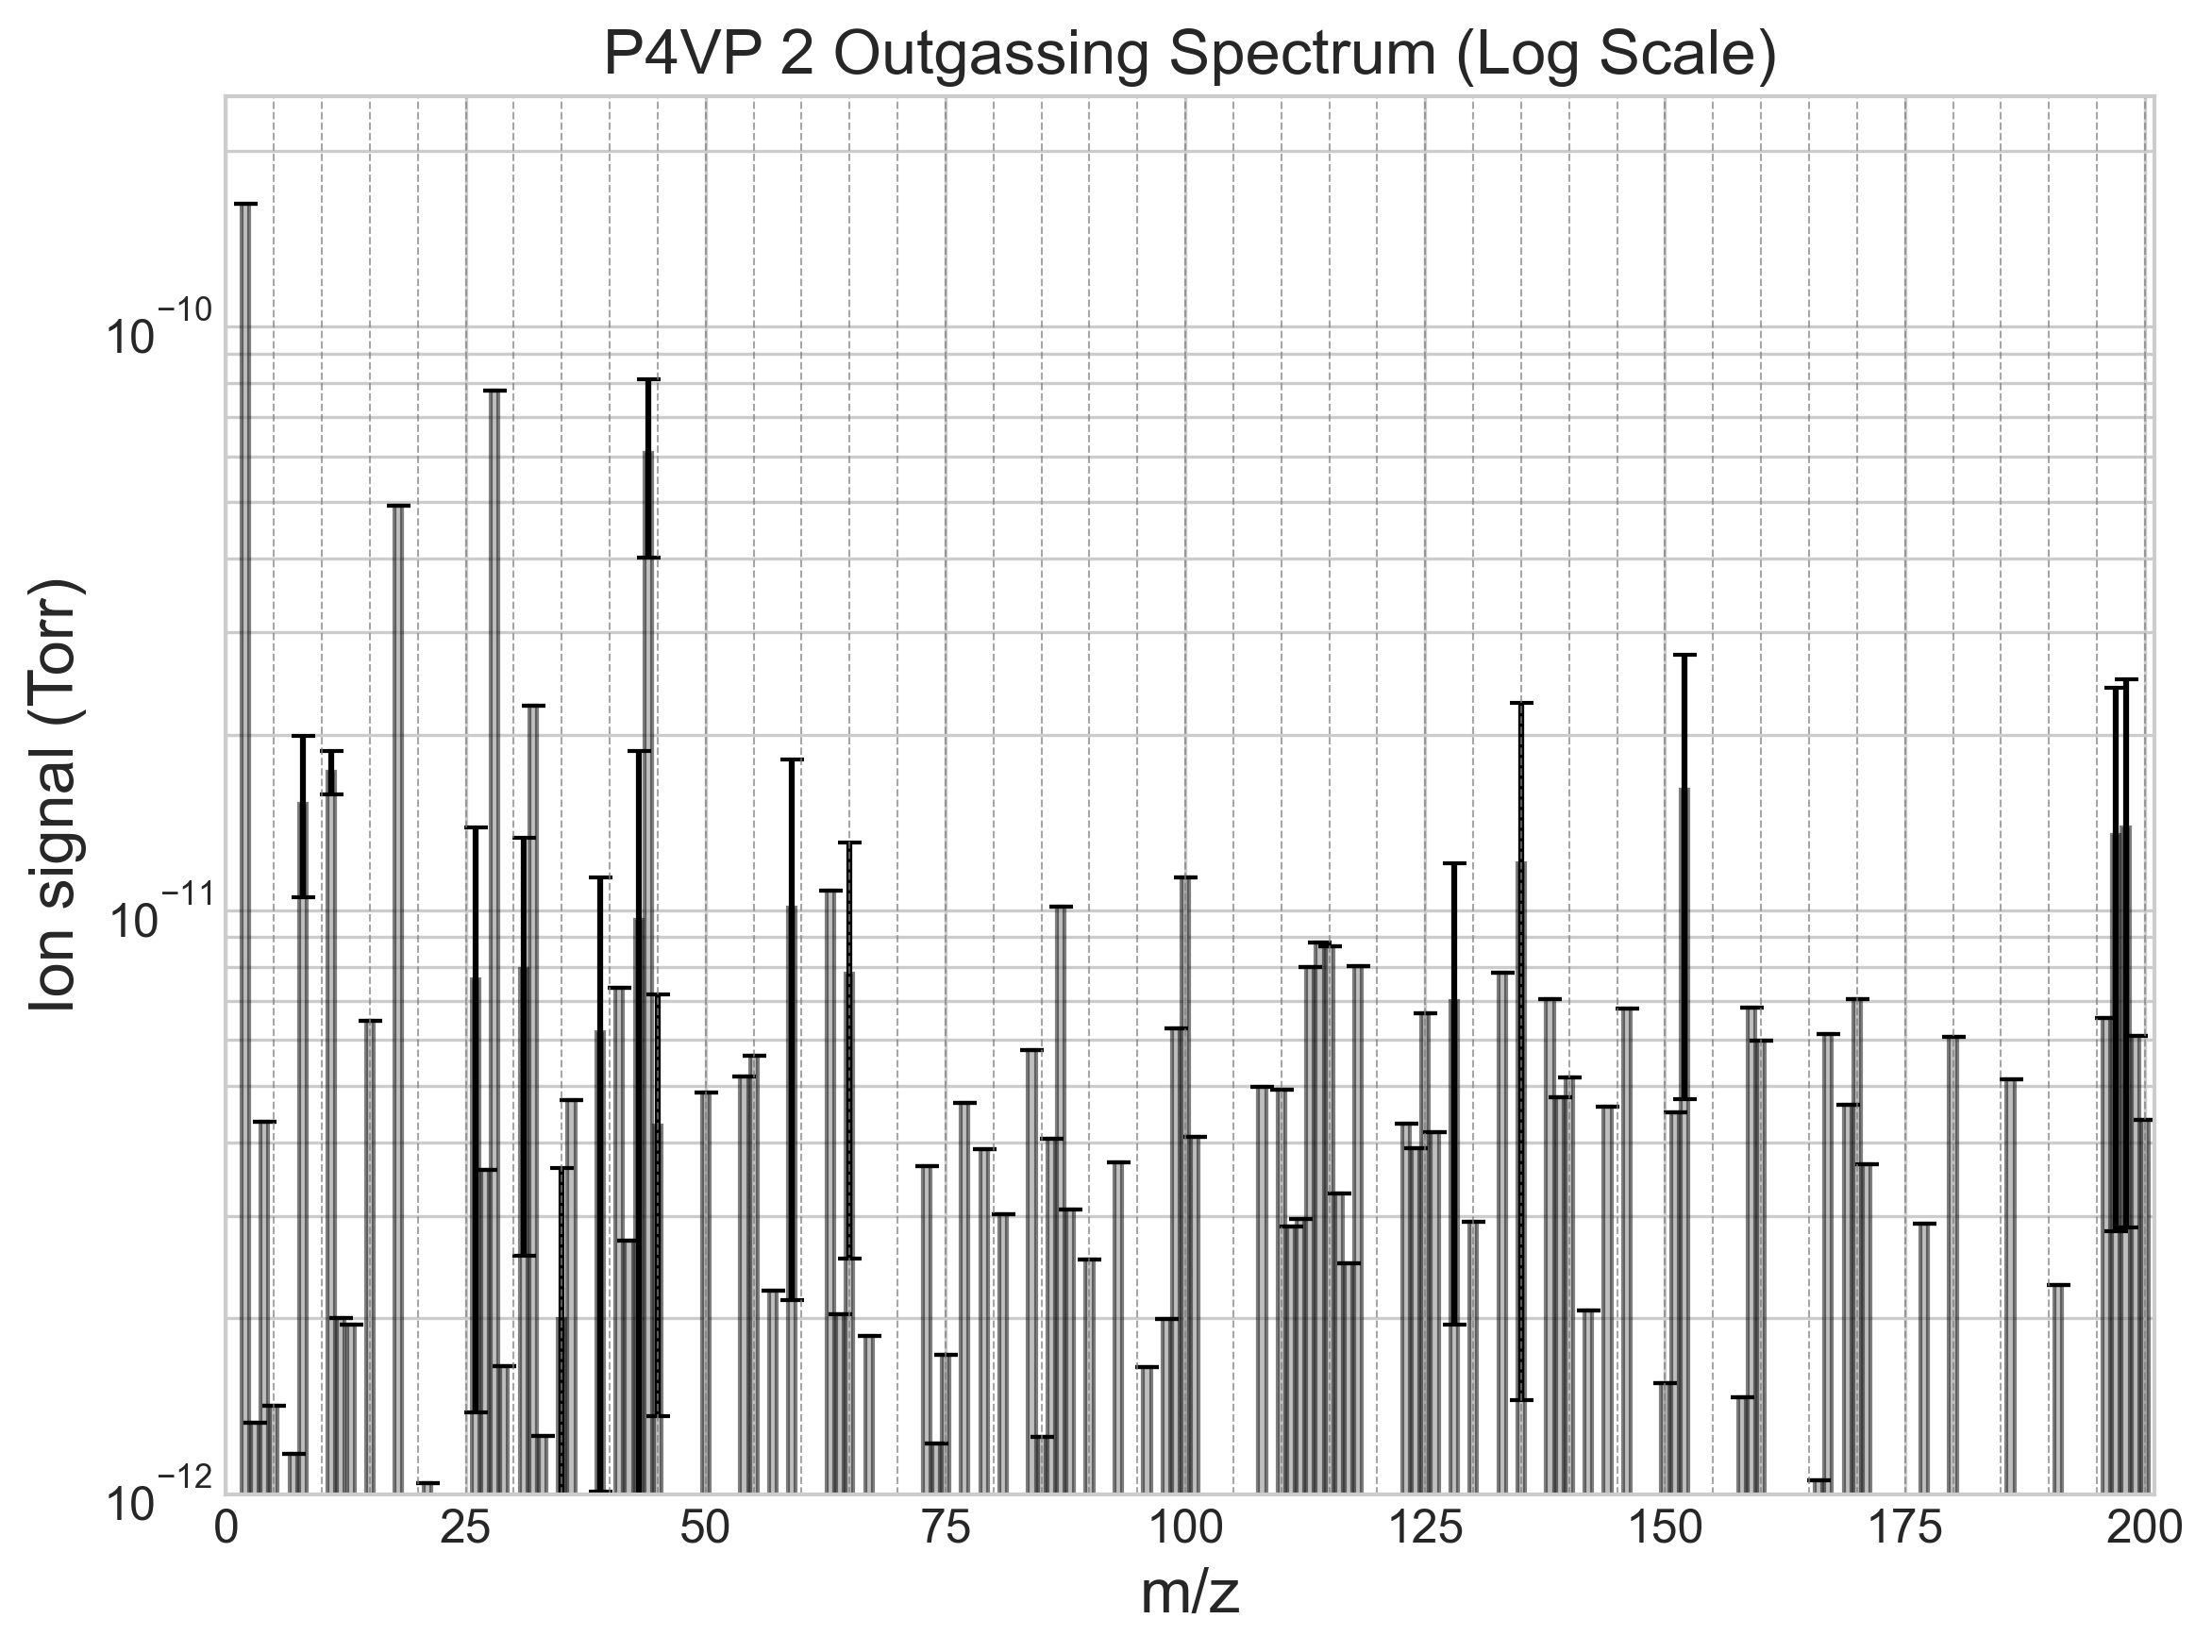 P4VP 2 Outgassing Spectrum (Log Scale)
Ion signal (Torr)
10⁻¹⁰
10⁻¹¹
10⁻¹²
0 25 50 75 100 125 150 175 200
m/z